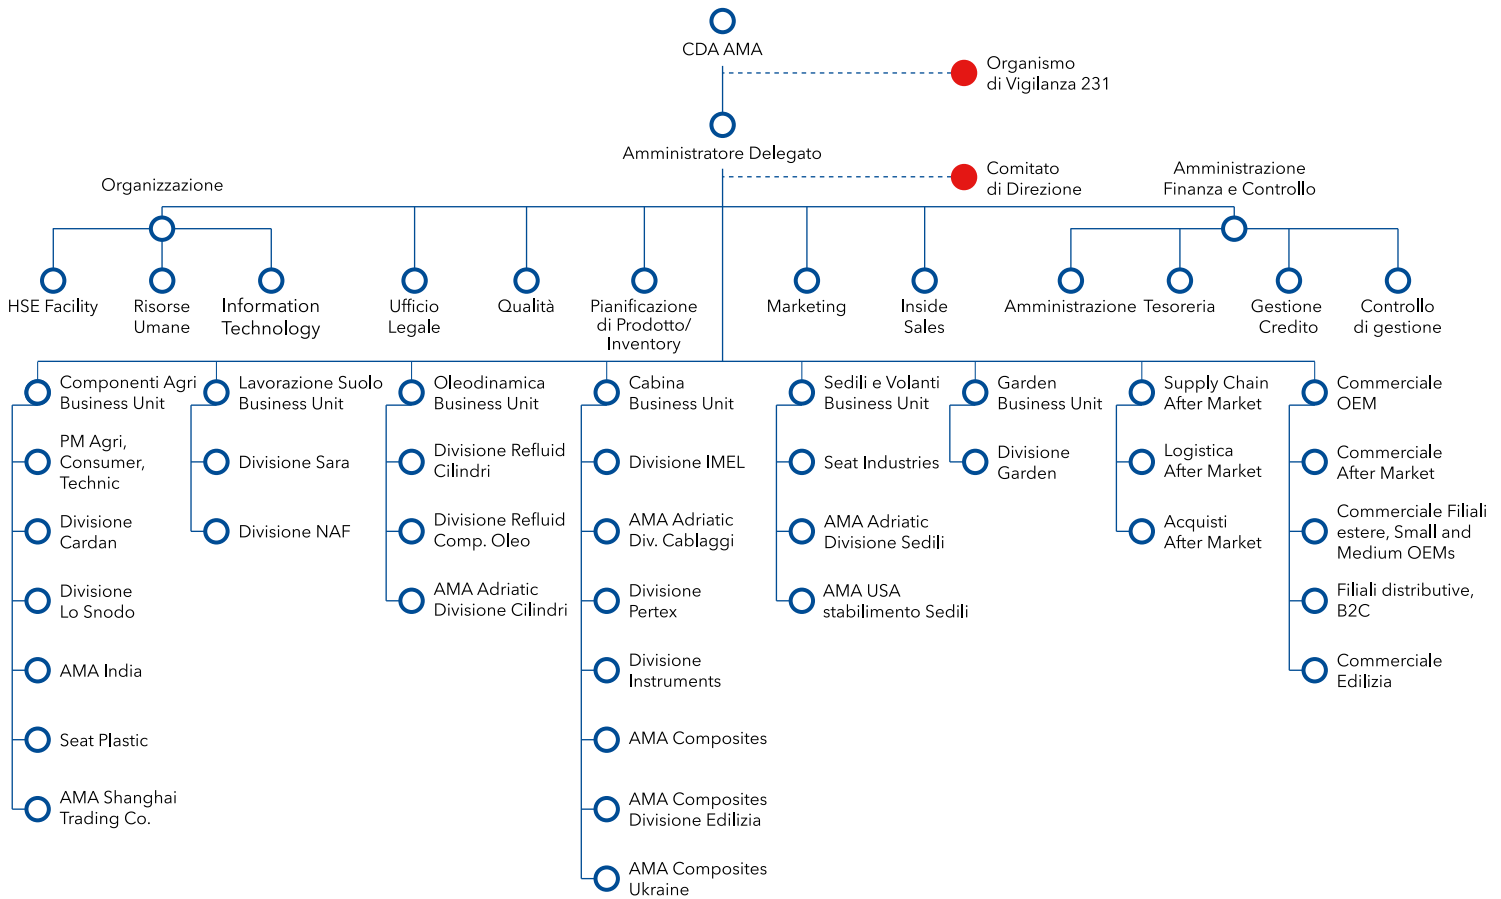 CDA AMA
Organismo
di Vigilanza 231
Amministratore Delegato
Comitato
di Direzione
Organizzazione
Amministrazione
Finanza e Controllo
HSE Facility
Risorse
Umane
Information
Technology
Ufficio
Legale
Qualità
Pianificazione
di Prodotto/
Inventory
Marketing
Inside
Sales
Amministrazione
Tesoreria
Gestione
Credito
Controllo
di gestione
Componenti Agri
Business Unit
PM Agri,
Consumer,
Technic
Divisione
Cardan
Divisione
Lo Snodo
AMA India
Seat Plastic
AMA Shanghai
Trading Co.
Lavorazione Suolo
Business Unit
Divisione Sara
Divisione NAF
Oleodinamica
Business Unit
Divisione Refluid
Cilindri
Divisione Refluid
Comp. Oleo
AMA Adriatic
Divisione Cilindri
Cabina
Business Unit
Divisione IMEL
AMA Adriatic
Div. Cablaggi
Divisione
Pertex
Divisione
Instruments
AMA Composites
AMA Composites
Divisione Edilizia
AMA Composites
Ukraine
Sedili e Volanti
Business Unit
Seat Industries
AMA Adriatic
Divisione Sedili
AMA USA
stabilimento Sedili
Garden
Business Unit
Divisione
Garden
Supply Chain
After Market
Logistica
After Market
Acquisti
After Market
Commerciale
OEM
Commerciale
After Market
Commerciale Filiali
estere, Small and
Medium OEMs
Filiali distributive,
B2C
Commerciale
Edilizia